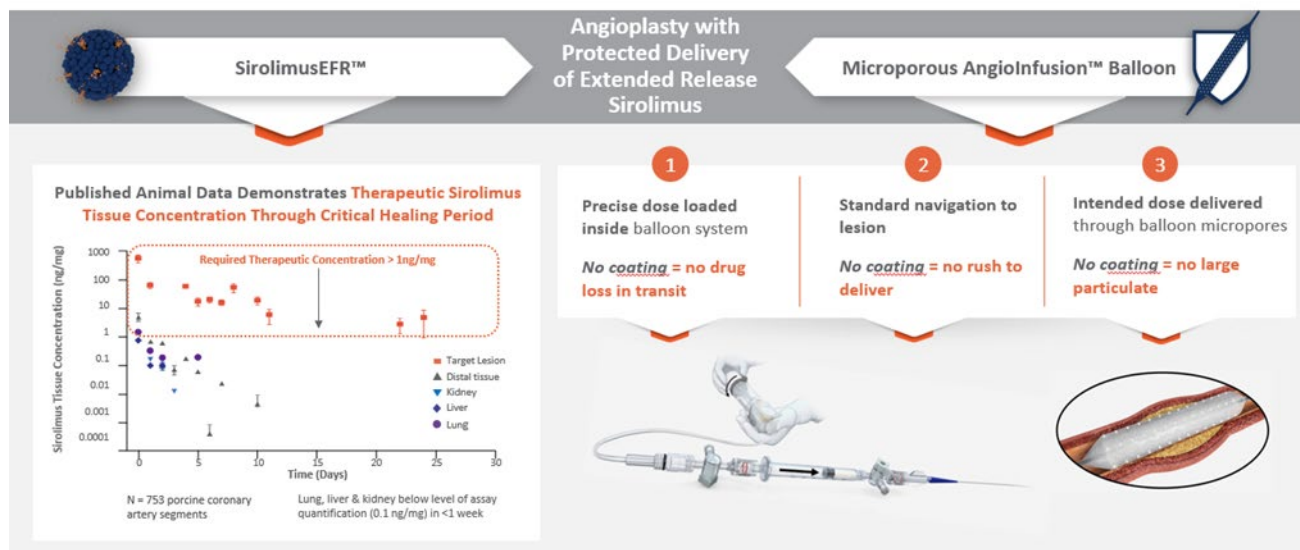 SirolimusEFR™
Angioplasty with
Protected Delivery
of Extended Release
Sirolimus
Microporous AngioInfusion™ Balloon
Published Animal Data Demonstrates Therapeutic Sirolimus
Tissue Concentration Through Critical Healing Period
Sirolimus Tissue Concentration (ng/mg)
1000
100
10
1
0.1
0.01
0.001
0.0001
Required Therapeutic Concentration > 1ng/mg
Target Lesion
Distal tissue
Kidney
Liver
Lung
0
5
10
15
20
25
30
Time (Days)
N = 753 porcine coronary
artery segments
Lung, liver & kidney below level of assay
quantification (0.1 ng/mg) in <1 week
1
Precise dose loaded
inside balloon system
No coating = no drug
loss in transit
2
Standard navigation to
lesion
No coating = no rush to
deliver
3
Intended dose delivered
through balloon micropores
No coating = no large
particulate